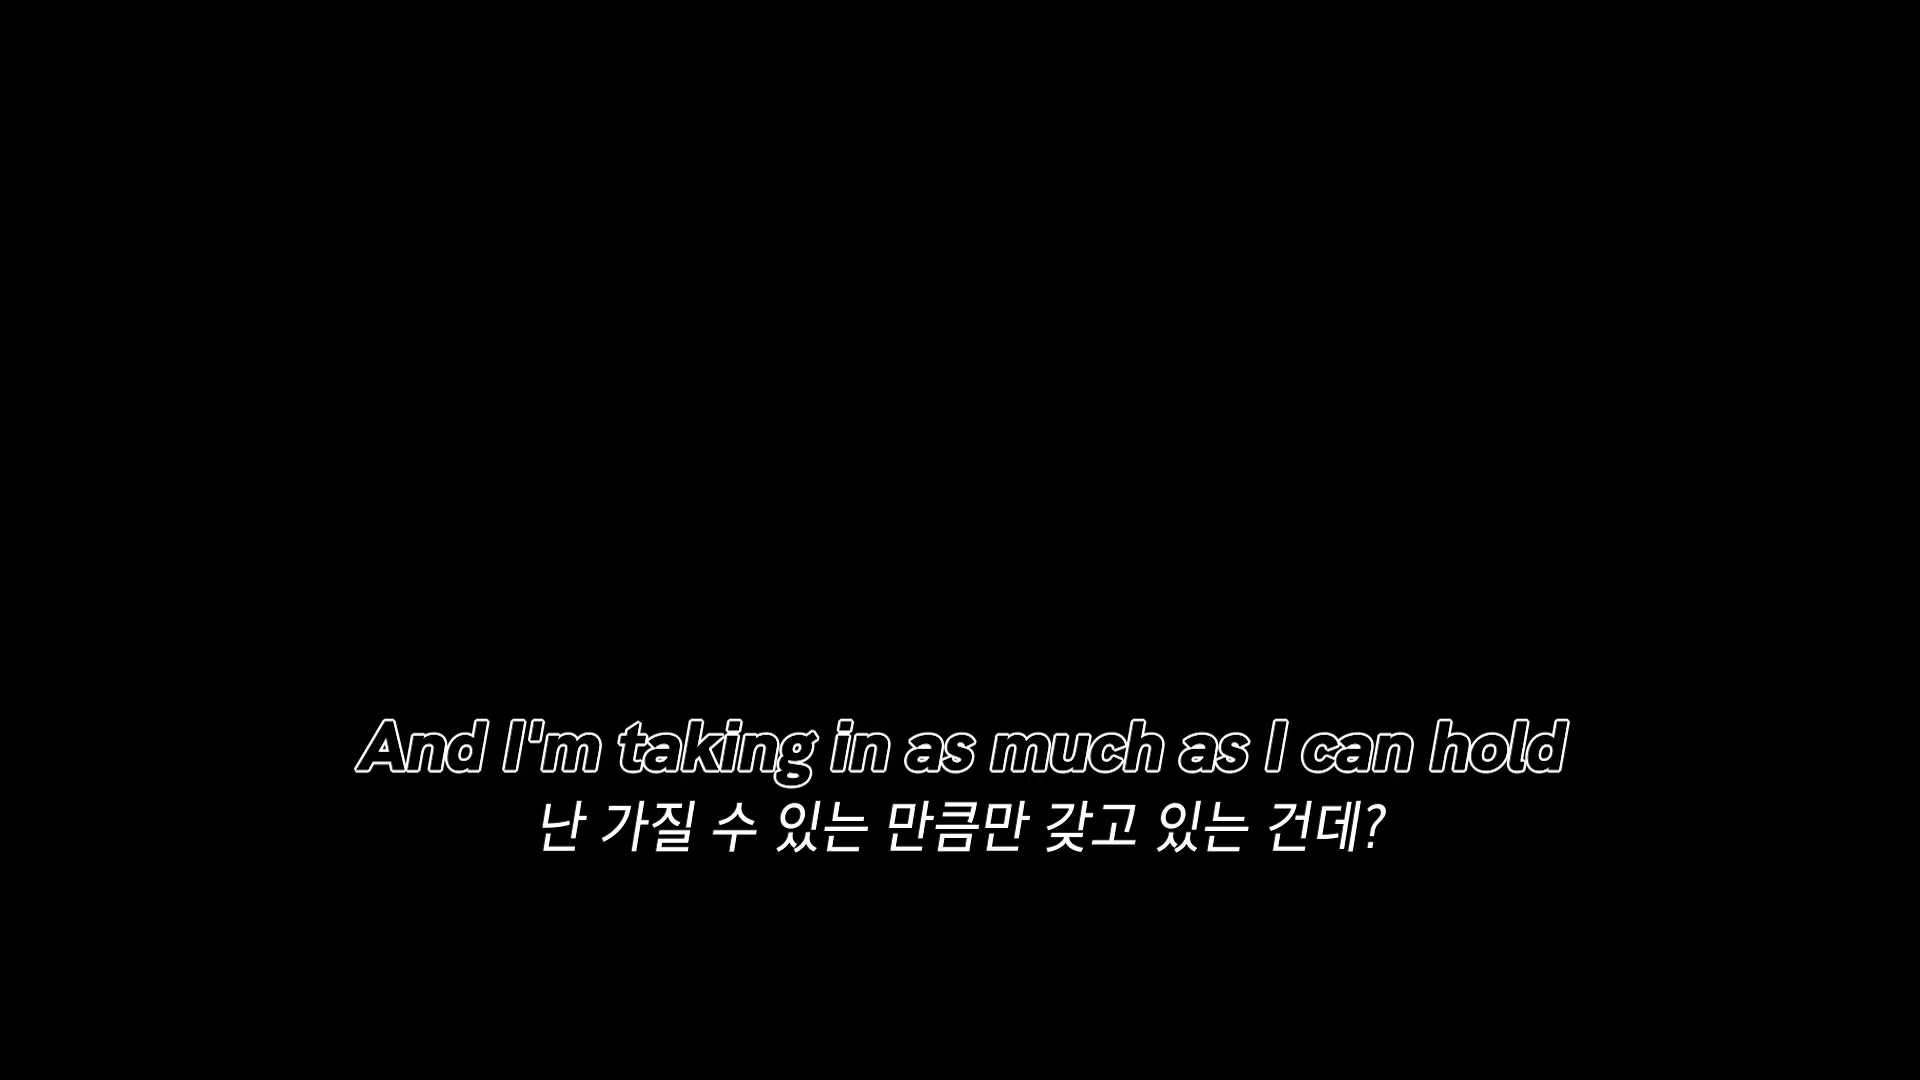 And I'm taking in as much as I can hold
난 가질 수 있는 만큼만 갖고 있는 건데?